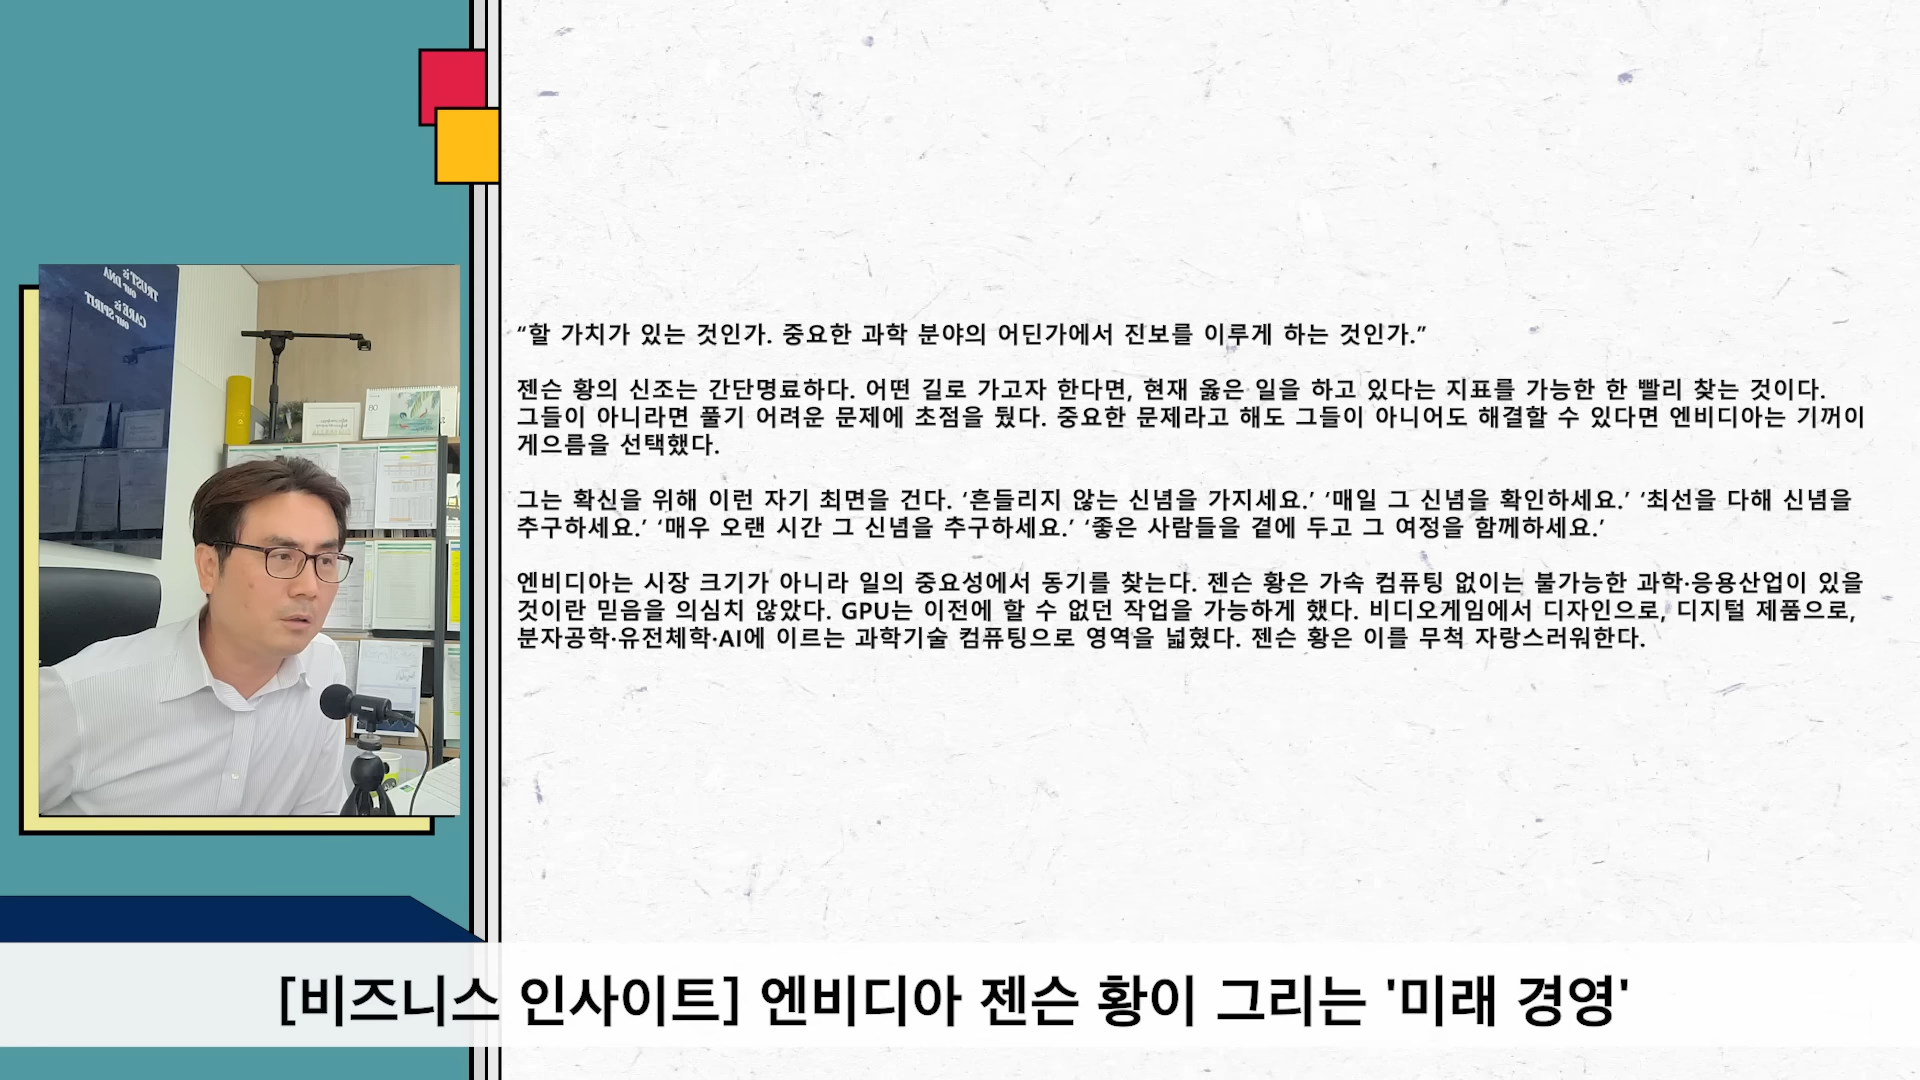 TRUST is
our DNA
CARE is
our SPIRIT
“할 가치가 있는 것인가. 중요한 과학 분야의 어딘가에서 진보를 이루게 하는 것인가.”
젠슨 황의 신조는 간단명료하다. 어떤 길로 가고자 한다면, 현재 옳은 일을 하고 있다는 지표를 가능한 한 빨리 찾는 것이다.
그들이 아니라면 풀기 어려운 문제에 초점을 뒀다. 중요한 문제라고 해도 그들이 아니어도 해결할 수 있다면 엔비디아는 기꺼이
게으름을 선택했다.
그는 확신을 위해 이런 자기 최면을 건다. ‘흔들리지 않는 신념을 가지세요.’ ‘매일 그 신념을 확인하세요.’ ‘최선을 다해 신념을
추구하세요.’ ‘매우 오랜 시간 그 신념을 추구하세요.’ ‘좋은 사람들을 곁에 두고 그 여정을 함께하세요.’
엔비디아는 시장 크기가 아니라 일의 중요성에서 동기를 찾는다. 젠슨 황은 가속 컴퓨팅 없이는 불가능한 과학·응용산업이 있을
것이란 믿음을 의심치 않았다. GPU는 이전에 할 수 없던 작업을 가능하게 했다. 비디오게임에서 디자인으로, 디지털 제품으로,
분자공학·유전체학·AI에 이르는 과학기술 컴퓨팅으로 영역을 넓혔다. 젠슨 황은 이를 무척 자랑스러워한다.
[비즈니스 인사이트] 엔비디아 젠슨 황이 그리는 '미래 경영'